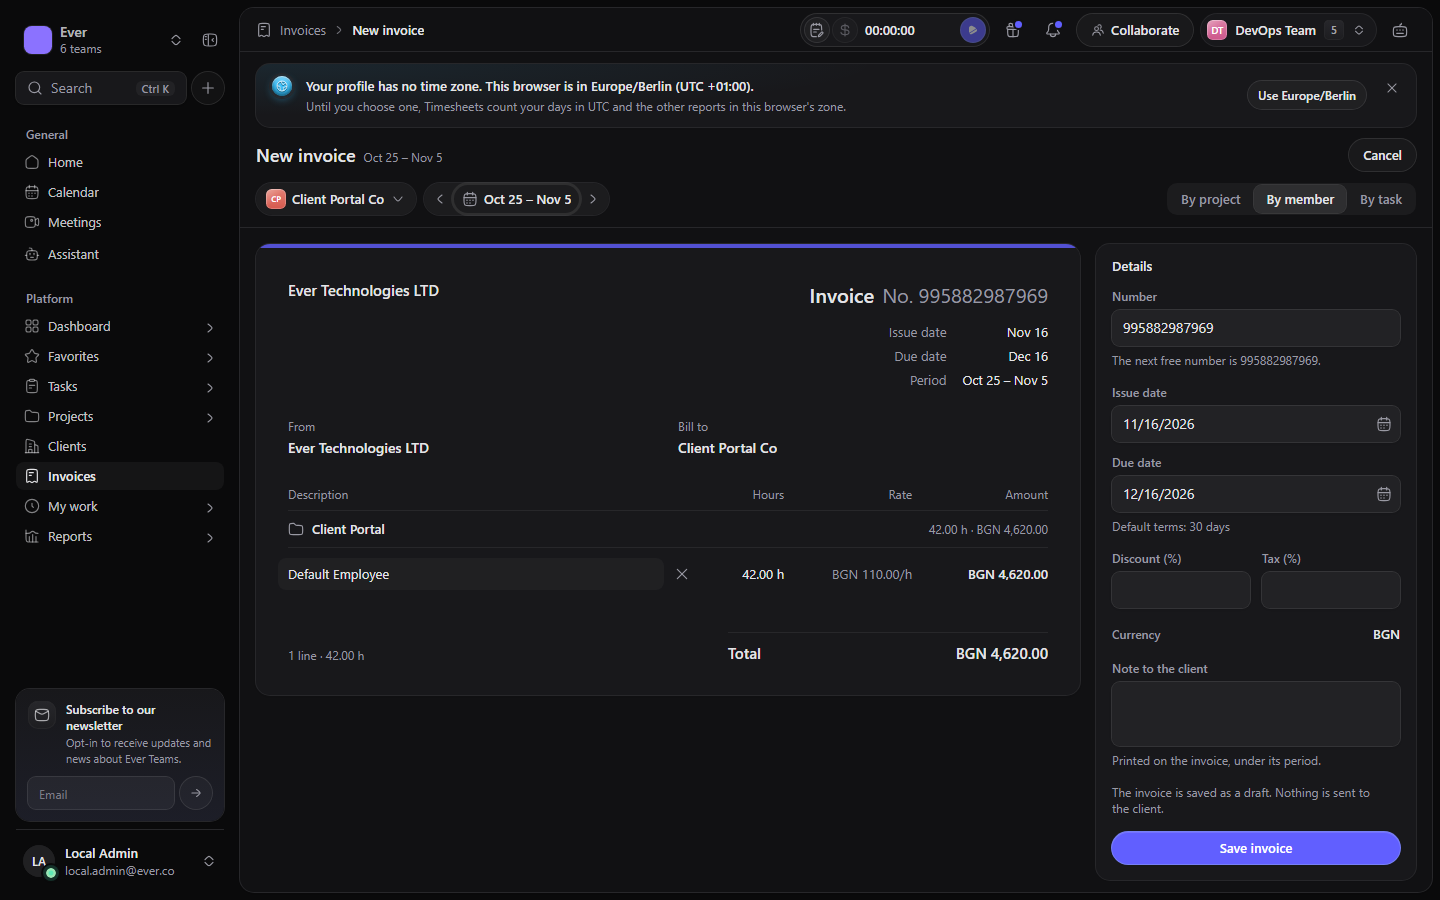 Ever
6 teams
Search
Ctrl K
General
Home
Calendar
Meetings
Assistant
Platform
Dashboard
Favorites
Tasks
Projects
Clients
Invoices
My work
Reports
Subscribe to our
newsletter
Opt-in to receive updates and
news about Ever Teams.
Email
LA
Local Admin
local.admin@ever.co
Invoices
New invoice
$
00:00:00
Collaborate
DT
DevOps Team
5
Your profile has no time zone. This browser is in Europe/Berlin (UTC +01:00).
Until you choose one, Timesheets count your days in UTC and the other reports in this browser's zone.
Use Europe/Berlin
New invoice Oct 25 – Nov 5
Cancel
CP
Client Portal Co
Oct 25 – Nov 5
By project
By member
By task
Ever Technologies LTD
Invoice No. 995882987969
Issue date Nov 16
Due date Dec 16
Period Oct 25 – Nov 5
From
Ever Technologies LTD
Bill to
Client Portal Co
Description Hours Rate Amount
Client Portal 42.00 h · BGN 4,620.00
Default Employee 42.00 h BGN 110.00/h BGN 4,620.00
1 line · 42.00 h
Total BGN 4,620.00
Details
Number
995882987969
The next free number is 995882987969.
Issue date
11/16/2026
Due date
12/16/2026
Default terms: 30 days
Discount (%) Tax (%)
Currency BGN
Note to the client
Printed on the invoice, under its period.
The invoice is saved as a draft. Nothing is sent to
the client.
Save invoice